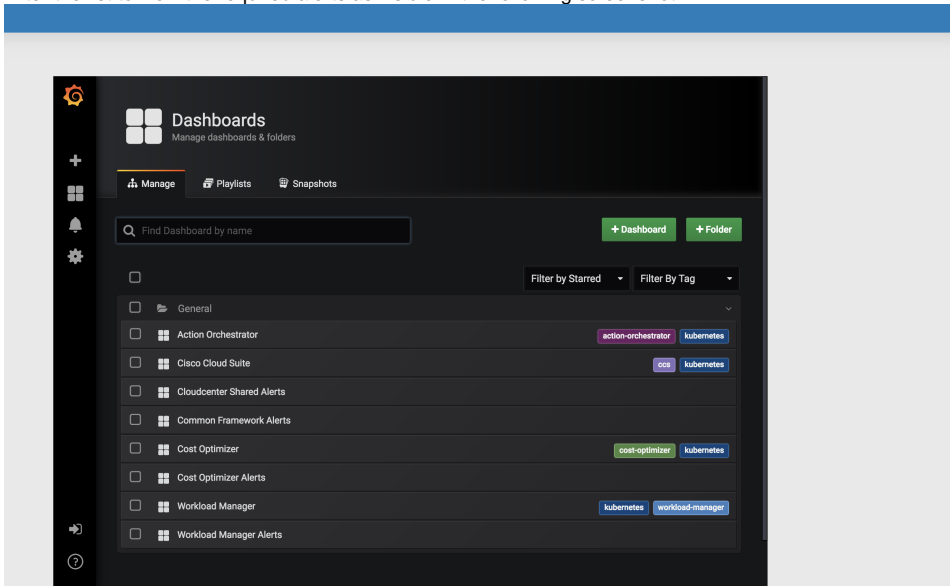 Dashboards
Manage dashboards & folders
Manage Playlists Snapshots
Find Dashboard by name
+ Dashboard + Folder
Filter by Starred Filter By Tag
General
Action Orchestrator action-orchestrator kubernetes
Cisco Cloud Suite ccs kubernetes
Cloudcenter Shared Alerts
Common Framework Alerts
Cost Optimizer cost-optimizer kubernetes
Cost Optimizer Alerts
Workload Manager kubernetes workload-manager
Workload Manager Alerts